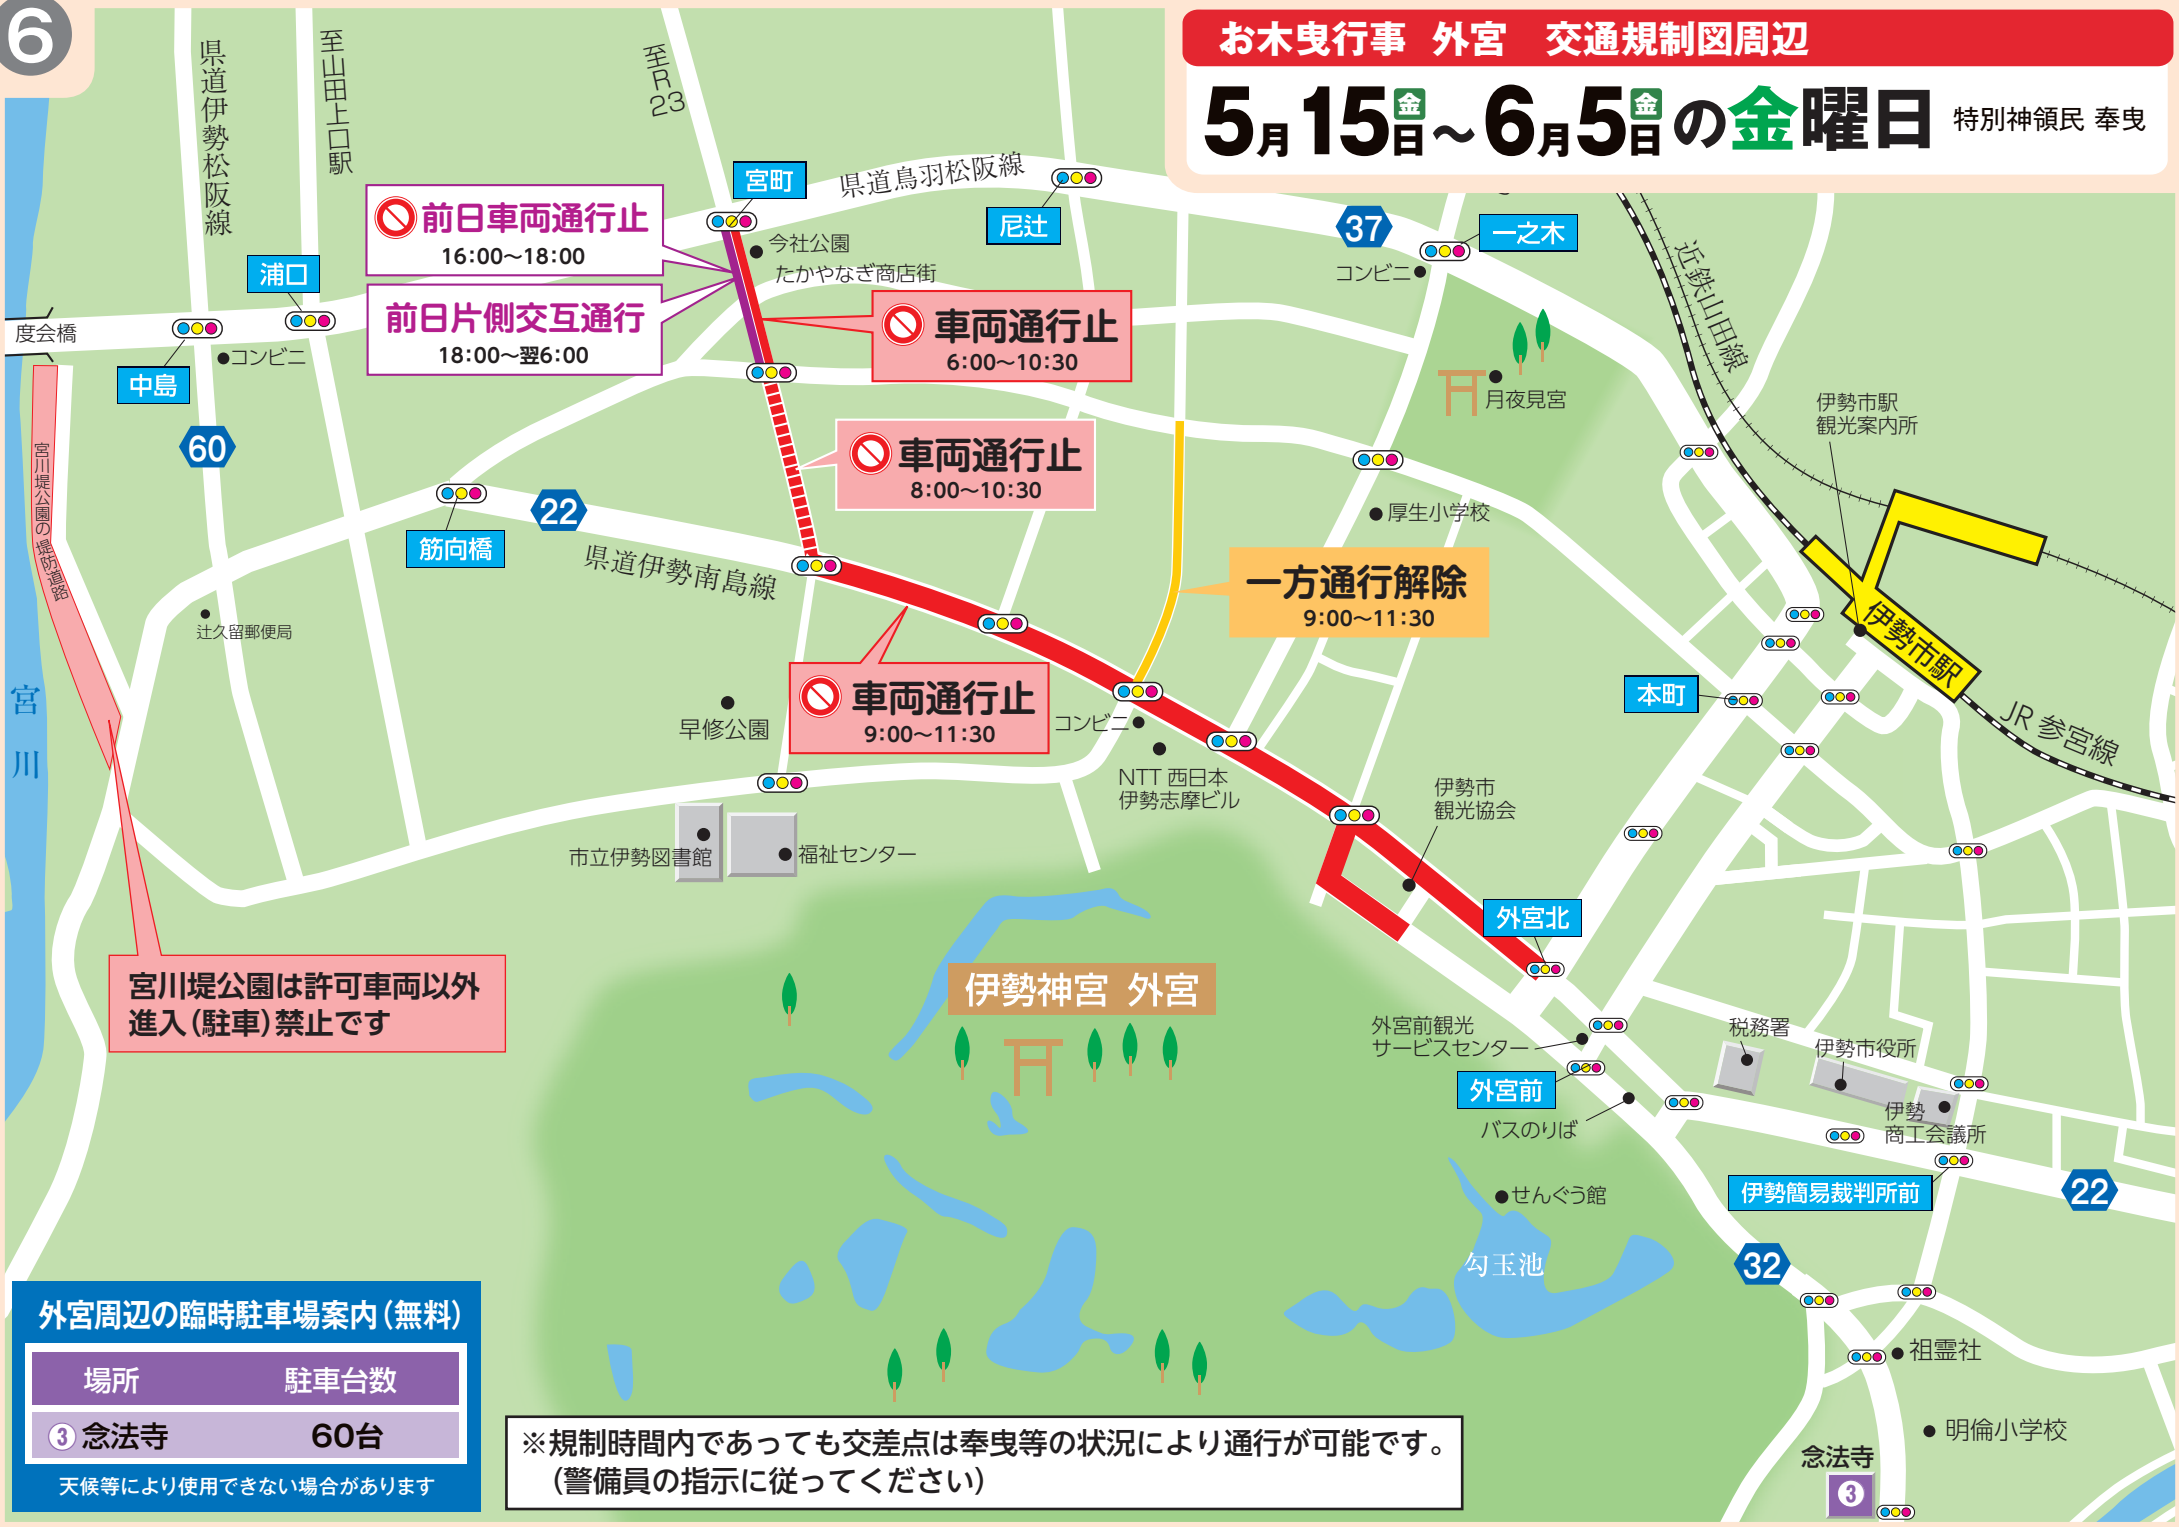 6
お木曳行事 外宮 交通規制図周辺
5月15日金～6月5日金の金曜日 特別神領民 奉曳
県道伊勢松阪線
至山田上口駅
至R23
宮町
県道鳥羽松阪線
尼辻
37
一之木
コンビニ
近鉄山田線
前日車両通行止
16:00～18:00
前日片側交互通行
18:00～翌6:00
今社公園
たかやなぎ商店街
車両通行止
6:00～10:30
浦口
度会橋
コンビニ
中島
60
宮川堤公園の堤防道路
月夜見宮
伊勢市駅
観光案内所
車両通行止
8:00～10:30
22
筋向橋
県道伊勢南島線
厚生小学校
一方通行解除
9:00～11:30
辻久留郵便局
宮川
伊勢市駅
本町
JR 参宮線
早修公園
車両通行止
9:00～11:30
コンビニ
NTT 西日本
伊勢志摩ビル
伊勢市
観光協会
市立伊勢図書館
福祉センター
外宮北
宮川堤公園は許可車両以外
進入(駐車)禁止です
伊勢神宮 外宮
外宮前観光
サービスセンター
外宮前
バスのりば
税務署
伊勢市役所
伊勢
商工会議所
伊勢簡易裁判所前
22
せんぐう館
勾玉池
32
祖霊社
明倫小学校
念法寺
3
外宮周辺の臨時駐車場案内(無料)
場所 駐車台数
3 念法寺 60台
天候等により使用できない場合があります
※規制時間内であっても交差点は奉曳等の状況により通行が可能です。
(警備員の指示に従ってください)